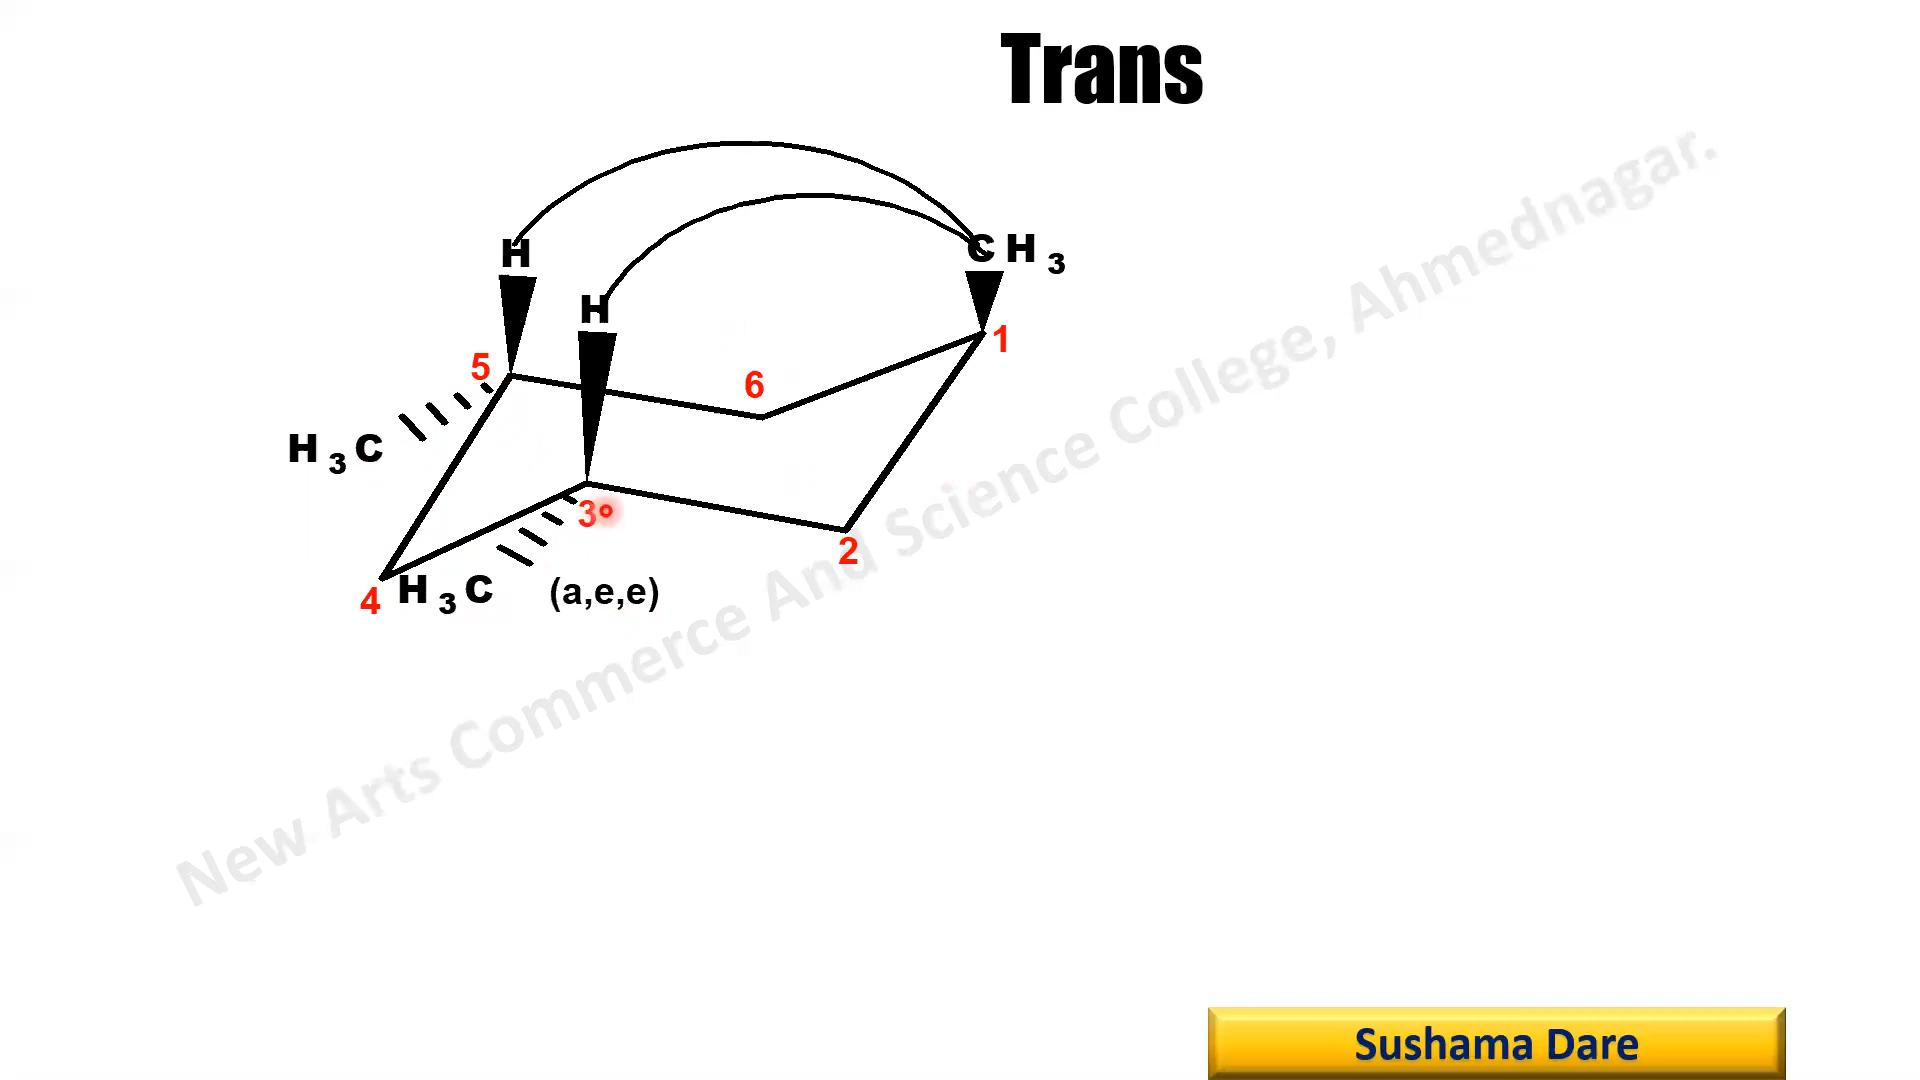 Trans
H
CH3
H
5
1
6
H3C
3
2
4
H3C
(a,e,e)
New Arts Commerce And Science College, Ahmednagar.
Sushama Dare